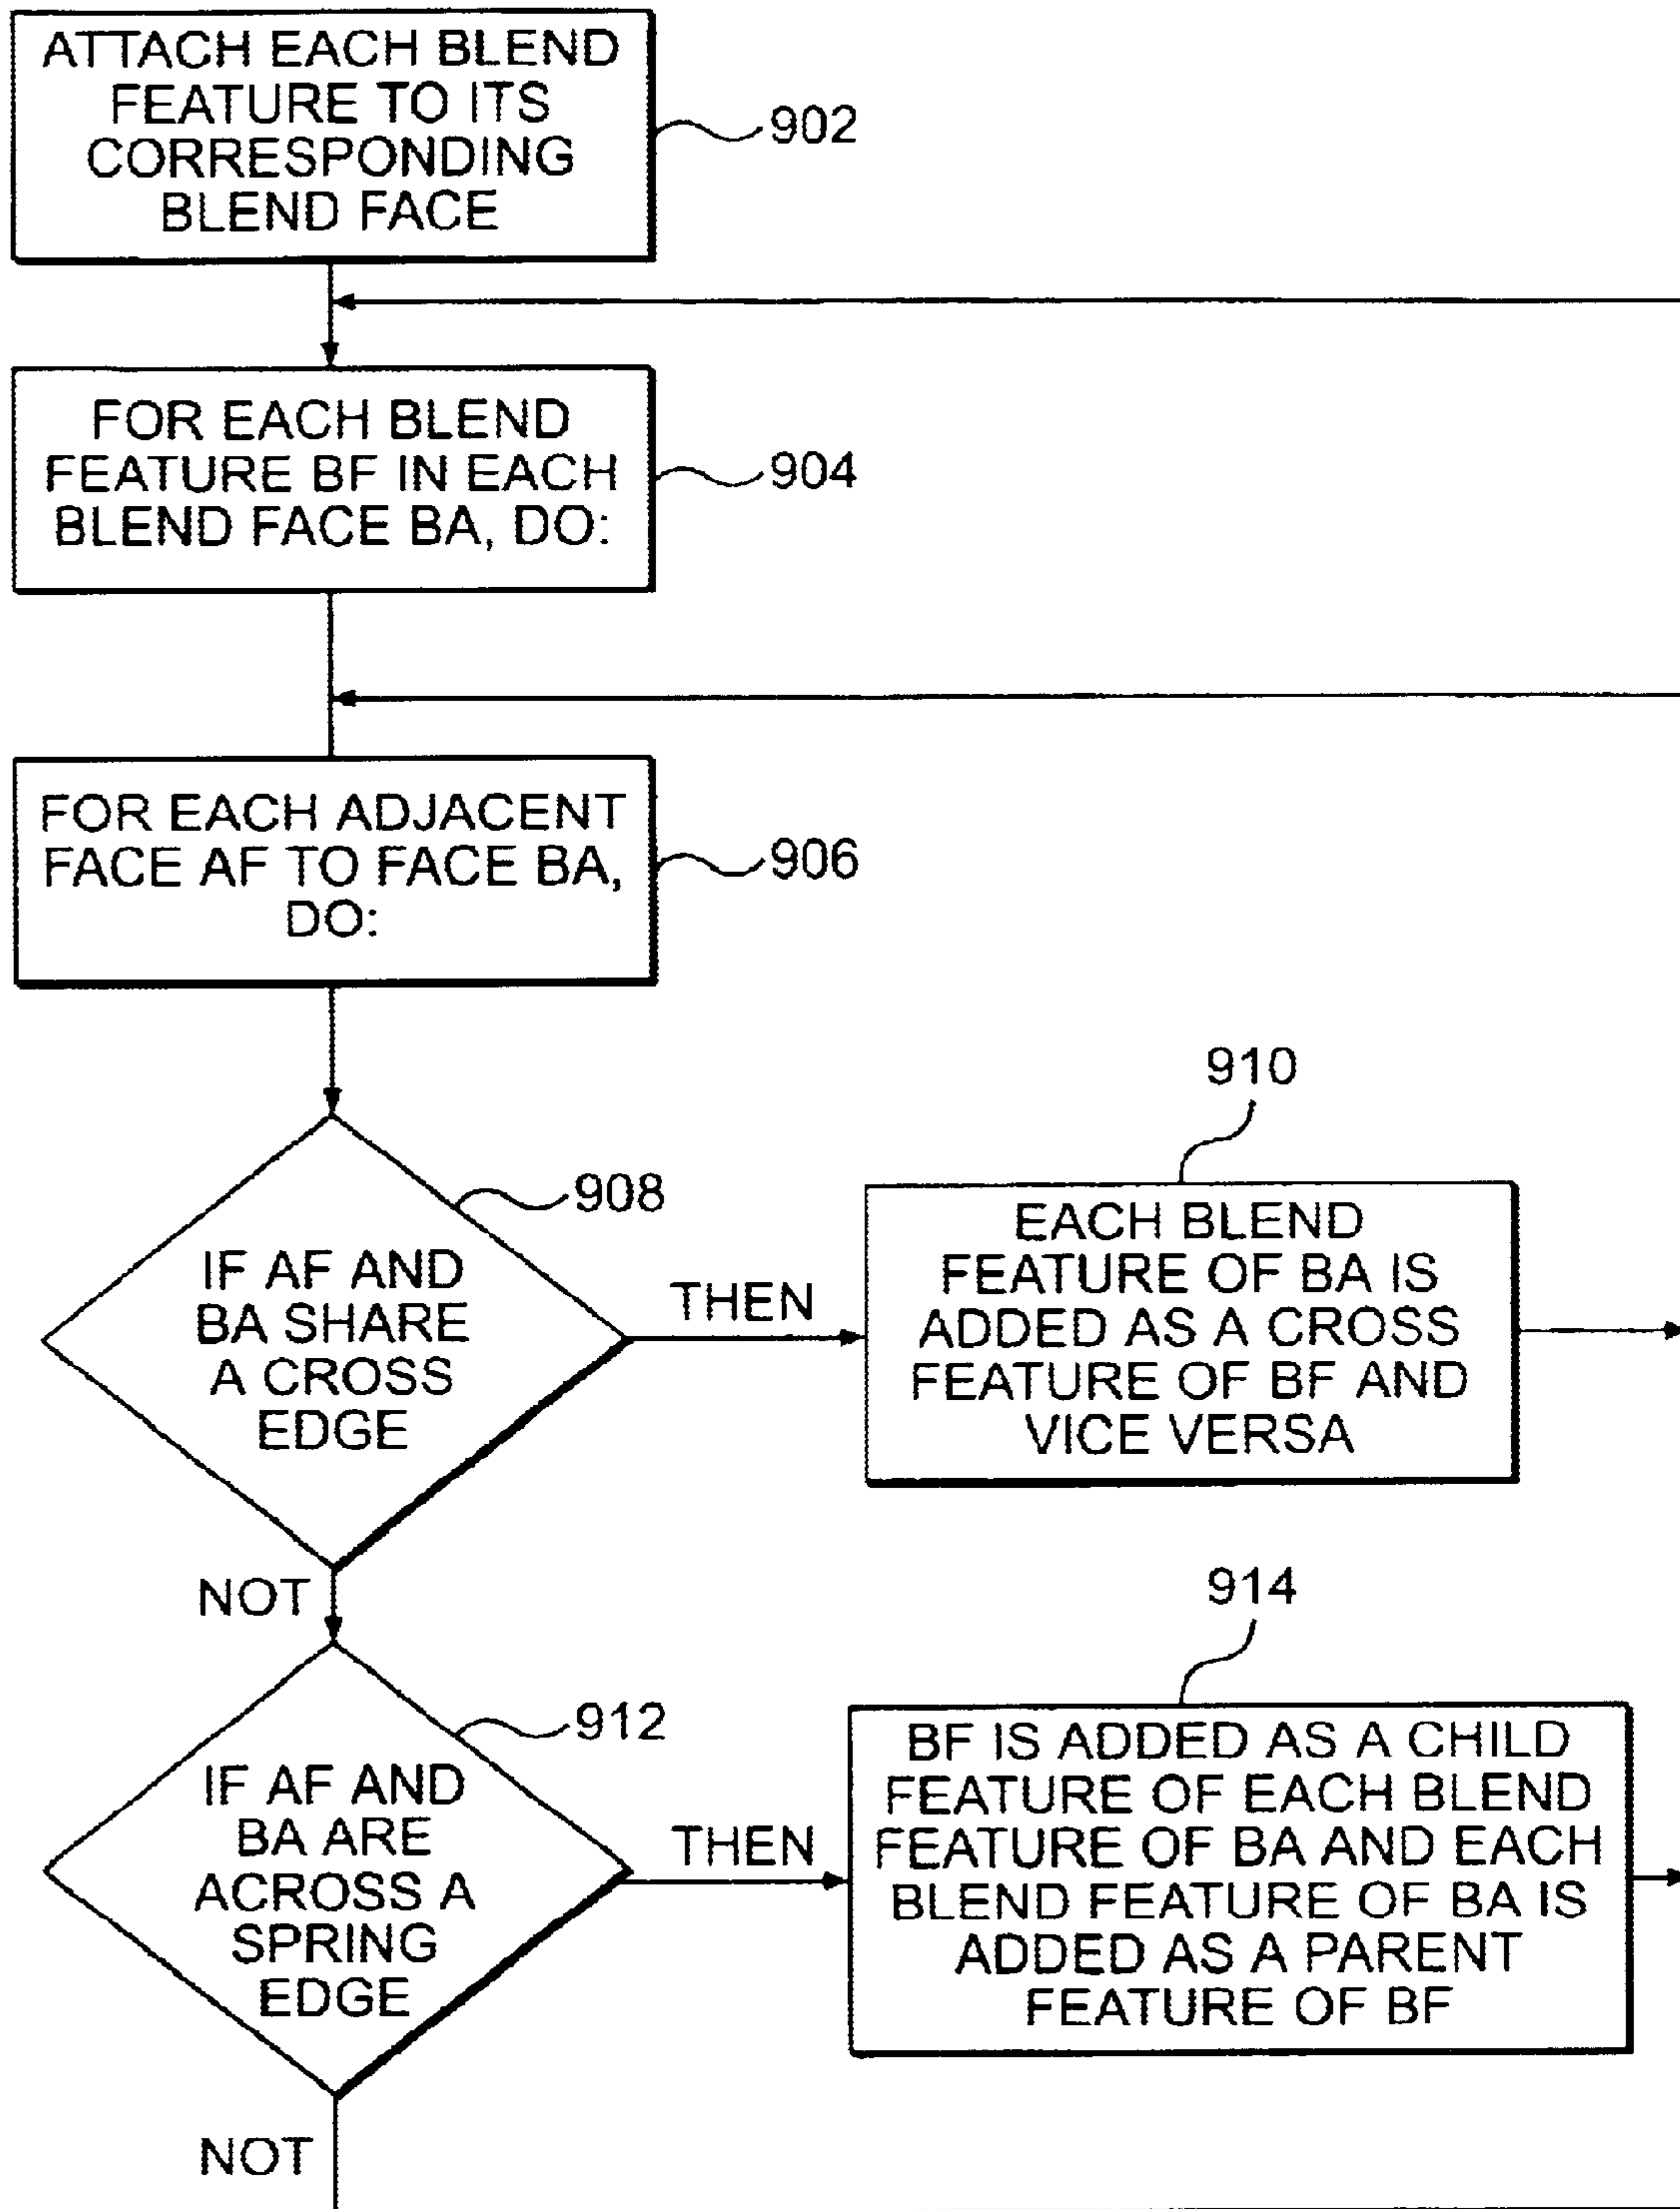 ATTACH EACH BLEND
FEATURE TO ITS
CORRESPONDING
BLEND FACE
902
FOR EACH BLEND
FEATURE BF IN EACH
BLEND FACE BA, DO:
904
FOR EACH ADJACENT
FACE AF TO FACE BA,
DO:
906
908
IF AF AND
BA SHARE
A CROSS
EDGE
THEN
910
EACH BLEND
FEATURE OF BA IS
ADDED AS A CROSS
FEATURE OF BF AND
VICE VERSA
NOT
912
IF AF AND
BA ARE
ACROSS A
SPRING
EDGE
THEN
914
BF IS ADDED AS A CHILD
FEATURE OF EACH BLEND
FEATURE OF BA AND EACH
BLEND FEATURE OF BA IS
ADDED AS A PARENT
FEATURE OF BF
NOT